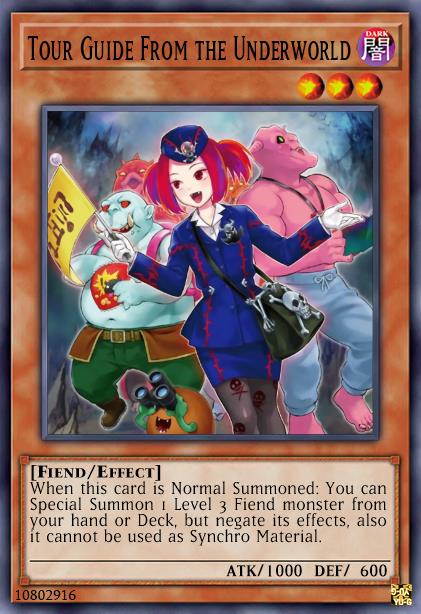 Tour Guide From the Underworld
DARK
闇
[Fiend/Effect]
When this card is Normal Summoned: You can
Special Summon 1 Level 3 Fiend monster from
your hand or Deck, but negate its effects, also
it cannot be used as Synchro Material.
ATK/1000 DEF/ 600
10802916